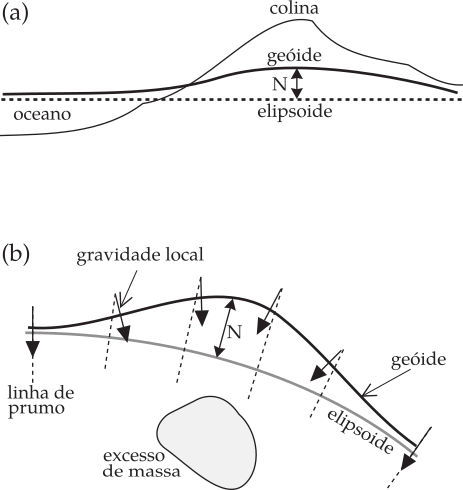 (a)
colina
geóide
N
oceano
elipsoide
(b)
gravidade local
N
geóide
linha de
prumo
elipsoide
excesso
de massa